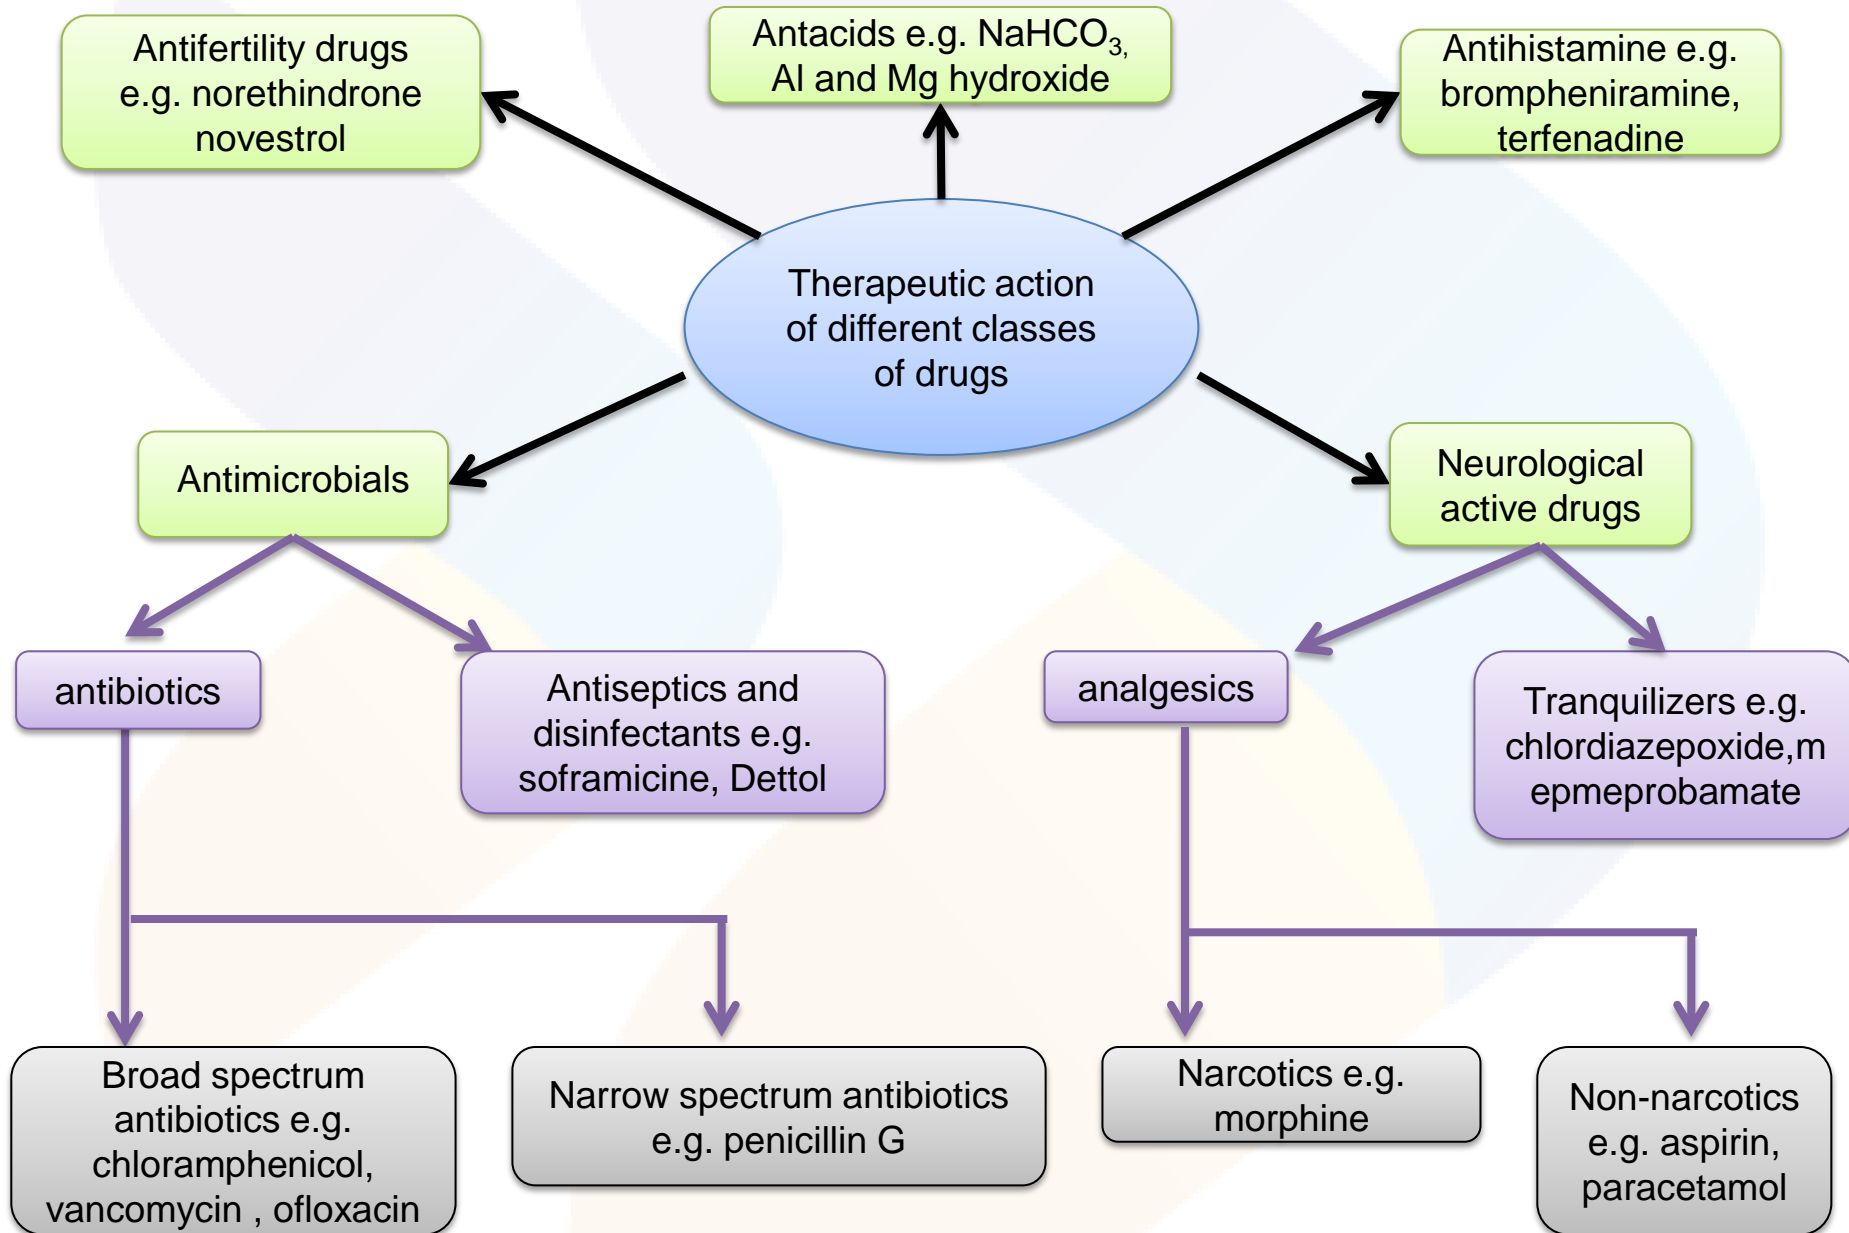 Antifertility drugs
e.g. norethindrone
novestrol
Antacids e.g. NaHCO₃,
Al and Mg hydroxide
Antihistamine e.g.
brompheniramine,
terfenadine
Therapeutic action
of different classes
of drugs
Antimicrobials
Neurological
active drugs
antibiotics
Antiseptics and
disinfectants e.g.
soframicine, Dettol
analgesics
Tranquilizers e.g.
chlordiazepoxide,m
epmeprobamate
Broad spectrum
antibiotics e.g.
chloramphenicol,
vancomycin , ofloxacin
Narrow spectrum antibiotics
e.g. penicillin G
Narcotics e.g.
morphine
Non-narcotics
e.g. aspirin,
paracetamol